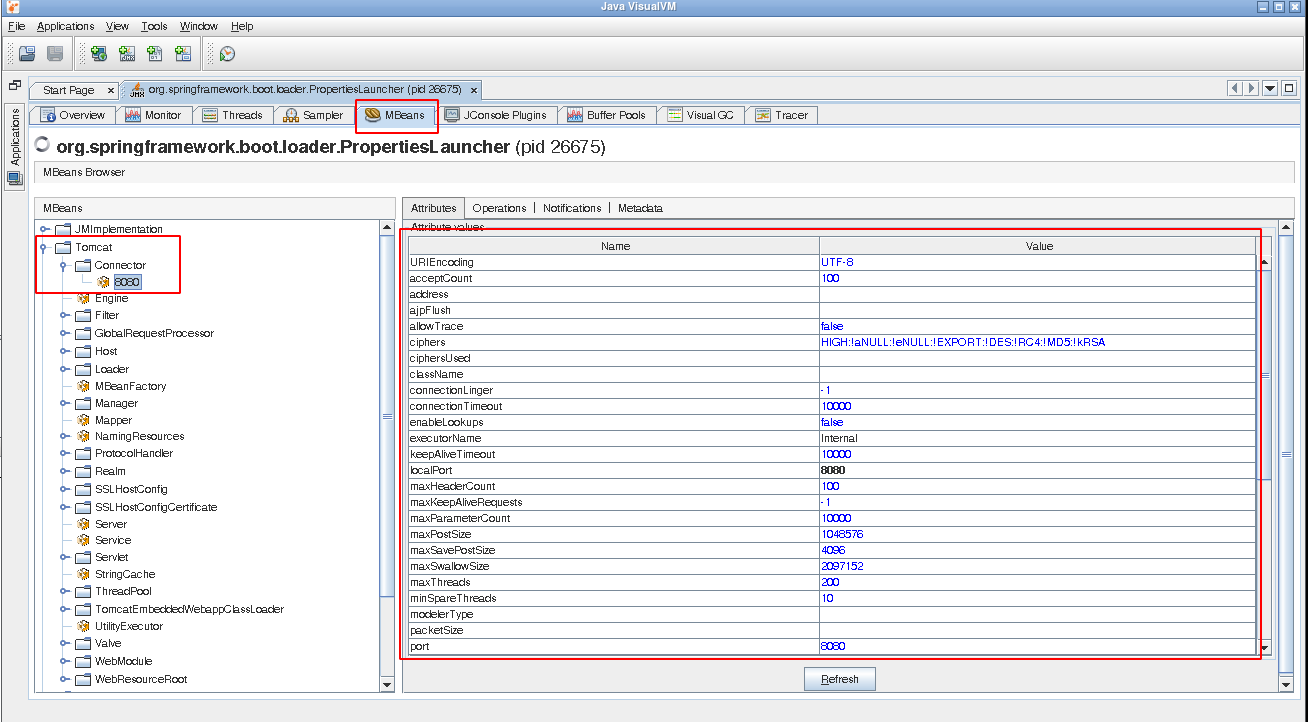 Java VisualVM
File Applications View Tools Window Help
Start Page × JMX org.springframework.boot.loader.PropertiesLauncher (pid 26675) ×
Applications
Overview Monitor Threads Sampler MBeans JConsole Plugins Buffer Pools Visual GC Tracer
org.springframework.boot.loader.PropertiesLauncher (pid 26675)
MBeans Browser
MBeans
JMImplementation
Tomcat
Connector
8080
Engine
Filter
GlobalRequestProcessor
Host
Loader
MBeanFactory
Manager
Mapper
NamingResources
ProtocolHandler
Realm
SSLHostConfig
SSLHostConfigCertificate
Server
Service
Servlet
StringCache
ThreadPool
TomcatEmbeddedWebappClassLoader
UtilityExecutor
Valve
WebModule
WebResourceRoot
Attributes Operations Notifications Metadata
Attribute values
Name Value
URIEncoding UTF-8
acceptCount 100
address
ajpFlush
allowTrace false
ciphers HIGH:!aNULL:!eNULL:!EXPORT:!DES:!RC4:!MD5:!kRSA
ciphersUsed
className
connectionLinger -1
connectionTimeout 10000
enableLookups false
executorName Internal
keepAliveTimeout 10000
localPort 8080
maxHeaderCount 100
maxKeepAliveRequests -1
maxParameterCount 10000
maxPostSize 1048576
maxSavePostSize 4096
maxSwallowSize 2097152
maxThreads 200
minSpareThreads 10
modelerType
packetSize
port 8080
Refresh